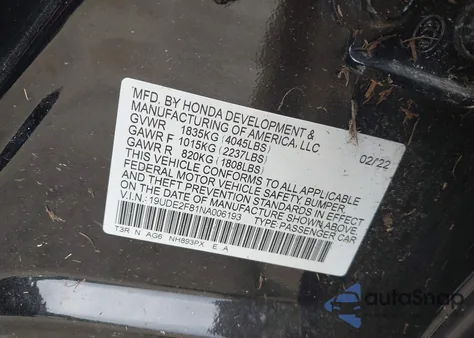 MFD. BY HONDA DEVELOPMENT &
MANUFACTURING OF AMERICA, LLC
GVWR 1835KG (4045LBS) 02/22
GAWR F 1015KG (2237LBS)
GAWR R 820KG (1808LBS)
THIS VEHICLE CONFORMS TO ALL APPLICABLE
FEDERAL MOTOR VEHICLE SAFETY, BUMPER
AND THEFT PREVENTION STANDARDS IN EFFECT
ON THE DATE OF MANUFACTURE SHOWN ABOVE.
V.I.N.: 19UDE2F81NA006193 TYPE PASSENGER CAR
T3R N AG6 NH893PX E A
autoSnap